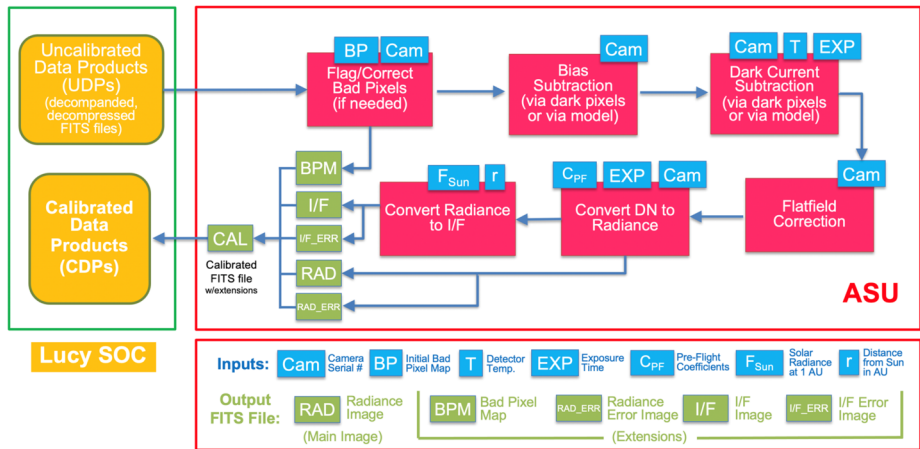 Uncalibrated
Data Products
(UDPs)
(decompanded,
decompressed
FITS files)
BP Cam
Flag/Correct
Bad Pixels
(if needed)
Cam
Bias
Subtraction
(via dark pixels
or via model)
Cam T EXP
Dark Current
Subtraction
(via dark pixels
or via model)
Cam
Flatfield
Correction
C_PF EXP Cam
Convert DN to
Radiance
F_Sun r
Convert Radiance
to I/F
BPM
I/F
I/F_ERR
RAD
RAD_ERR
CAL
Calibrated
FITS file
w/extensions
Calibrated
Data
Products
(CDPs)
ASU
Lucy SOC
Inputs:
Cam Camera
Serial #
BP Initial Bad
Pixel Map
T Detector
Temp.
EXP Exposure
Time
C_PF Pre-Flight
Coefficients
F_Sun Solar
Radiance
at 1 AU
r Distance
from Sun
in AU
Output
FITS File:
RAD Radiance
Image
(Main Image)
BPM Bad Pixel
Map
RAD_ERR Radiance
Error Image
I/F I/F
Image
I/F_ERR I/F Error
Image
(Extensions)